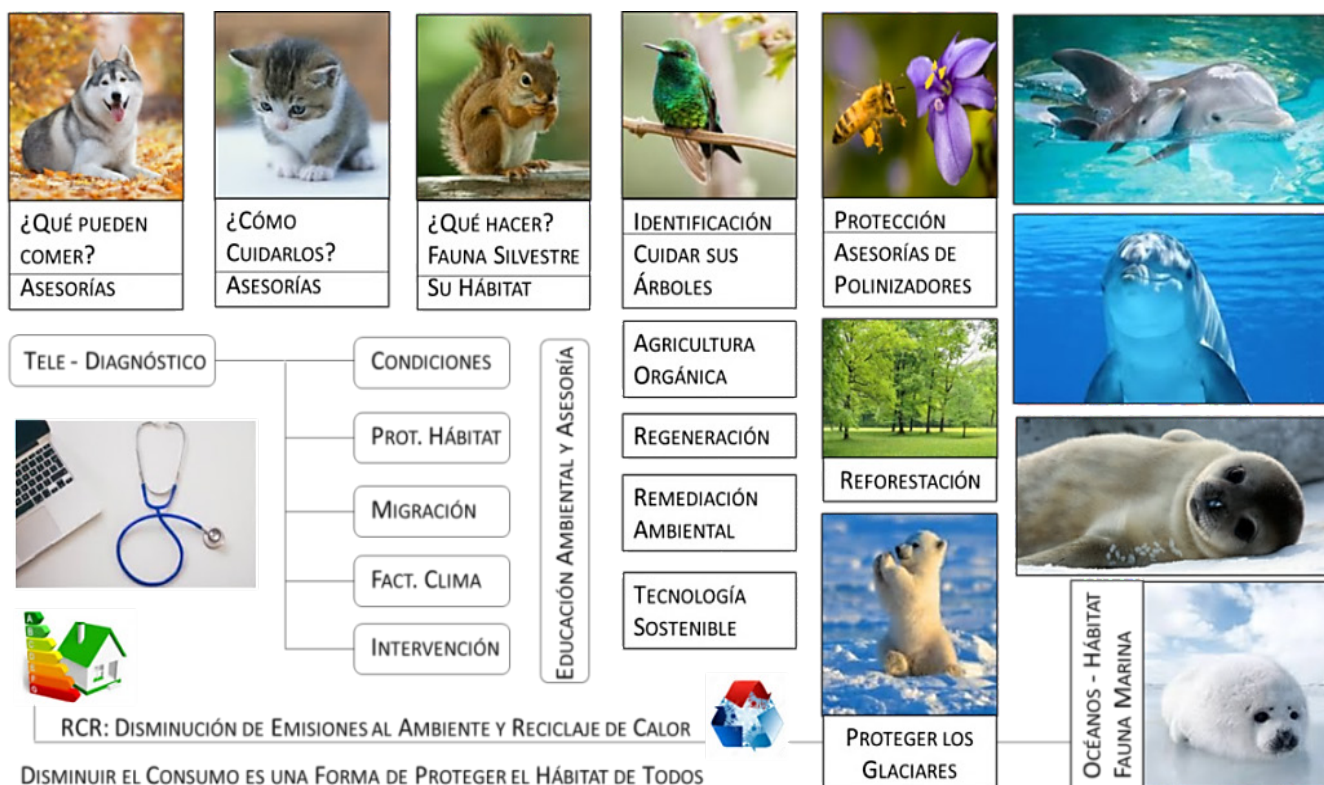 ¿QUÉ PUEDEN
COMER?
ASESORÍAS
¿CÓMO
CUIDARLOS?
ASESORÍAS
¿QUÉ HACER?
FAUNA SILVESTRE
SU HÁBITAT
IDENTIFICACIÓN
CUIDAR SUS
ÁRBOLES
PROTECCIÓN
ASESORÍAS DE
POLINIZADORES
TELE - DIAGNÓSTICO
CONDICIONES
PROT. HÁBITAT
MIGRACIÓN
FACT. CLIMA
INTERVENCIÓN
EDUCACIÓN AMBIENTAL Y ASESORÍA
AGRICULTURA
ORGÁNICA
REGENERACIÓN
REMEDIACIÓN
AMBIENTAL
TECNOLOGÍA
SOSTENIBLE
REFORESTACIÓN
PROTEGER LOS
GLACIARES
OCÉANOS - HÁBITAT
FAUNA MARINA
RCR: DISMINUCIÓN DE EMISIONES AL AMBIENTE Y RECICLAJE DE CALOR
DISMINUIR EL CONSUMO ES UNA FORMA DE PROTEGER EL HÁBITAT DE TODOS